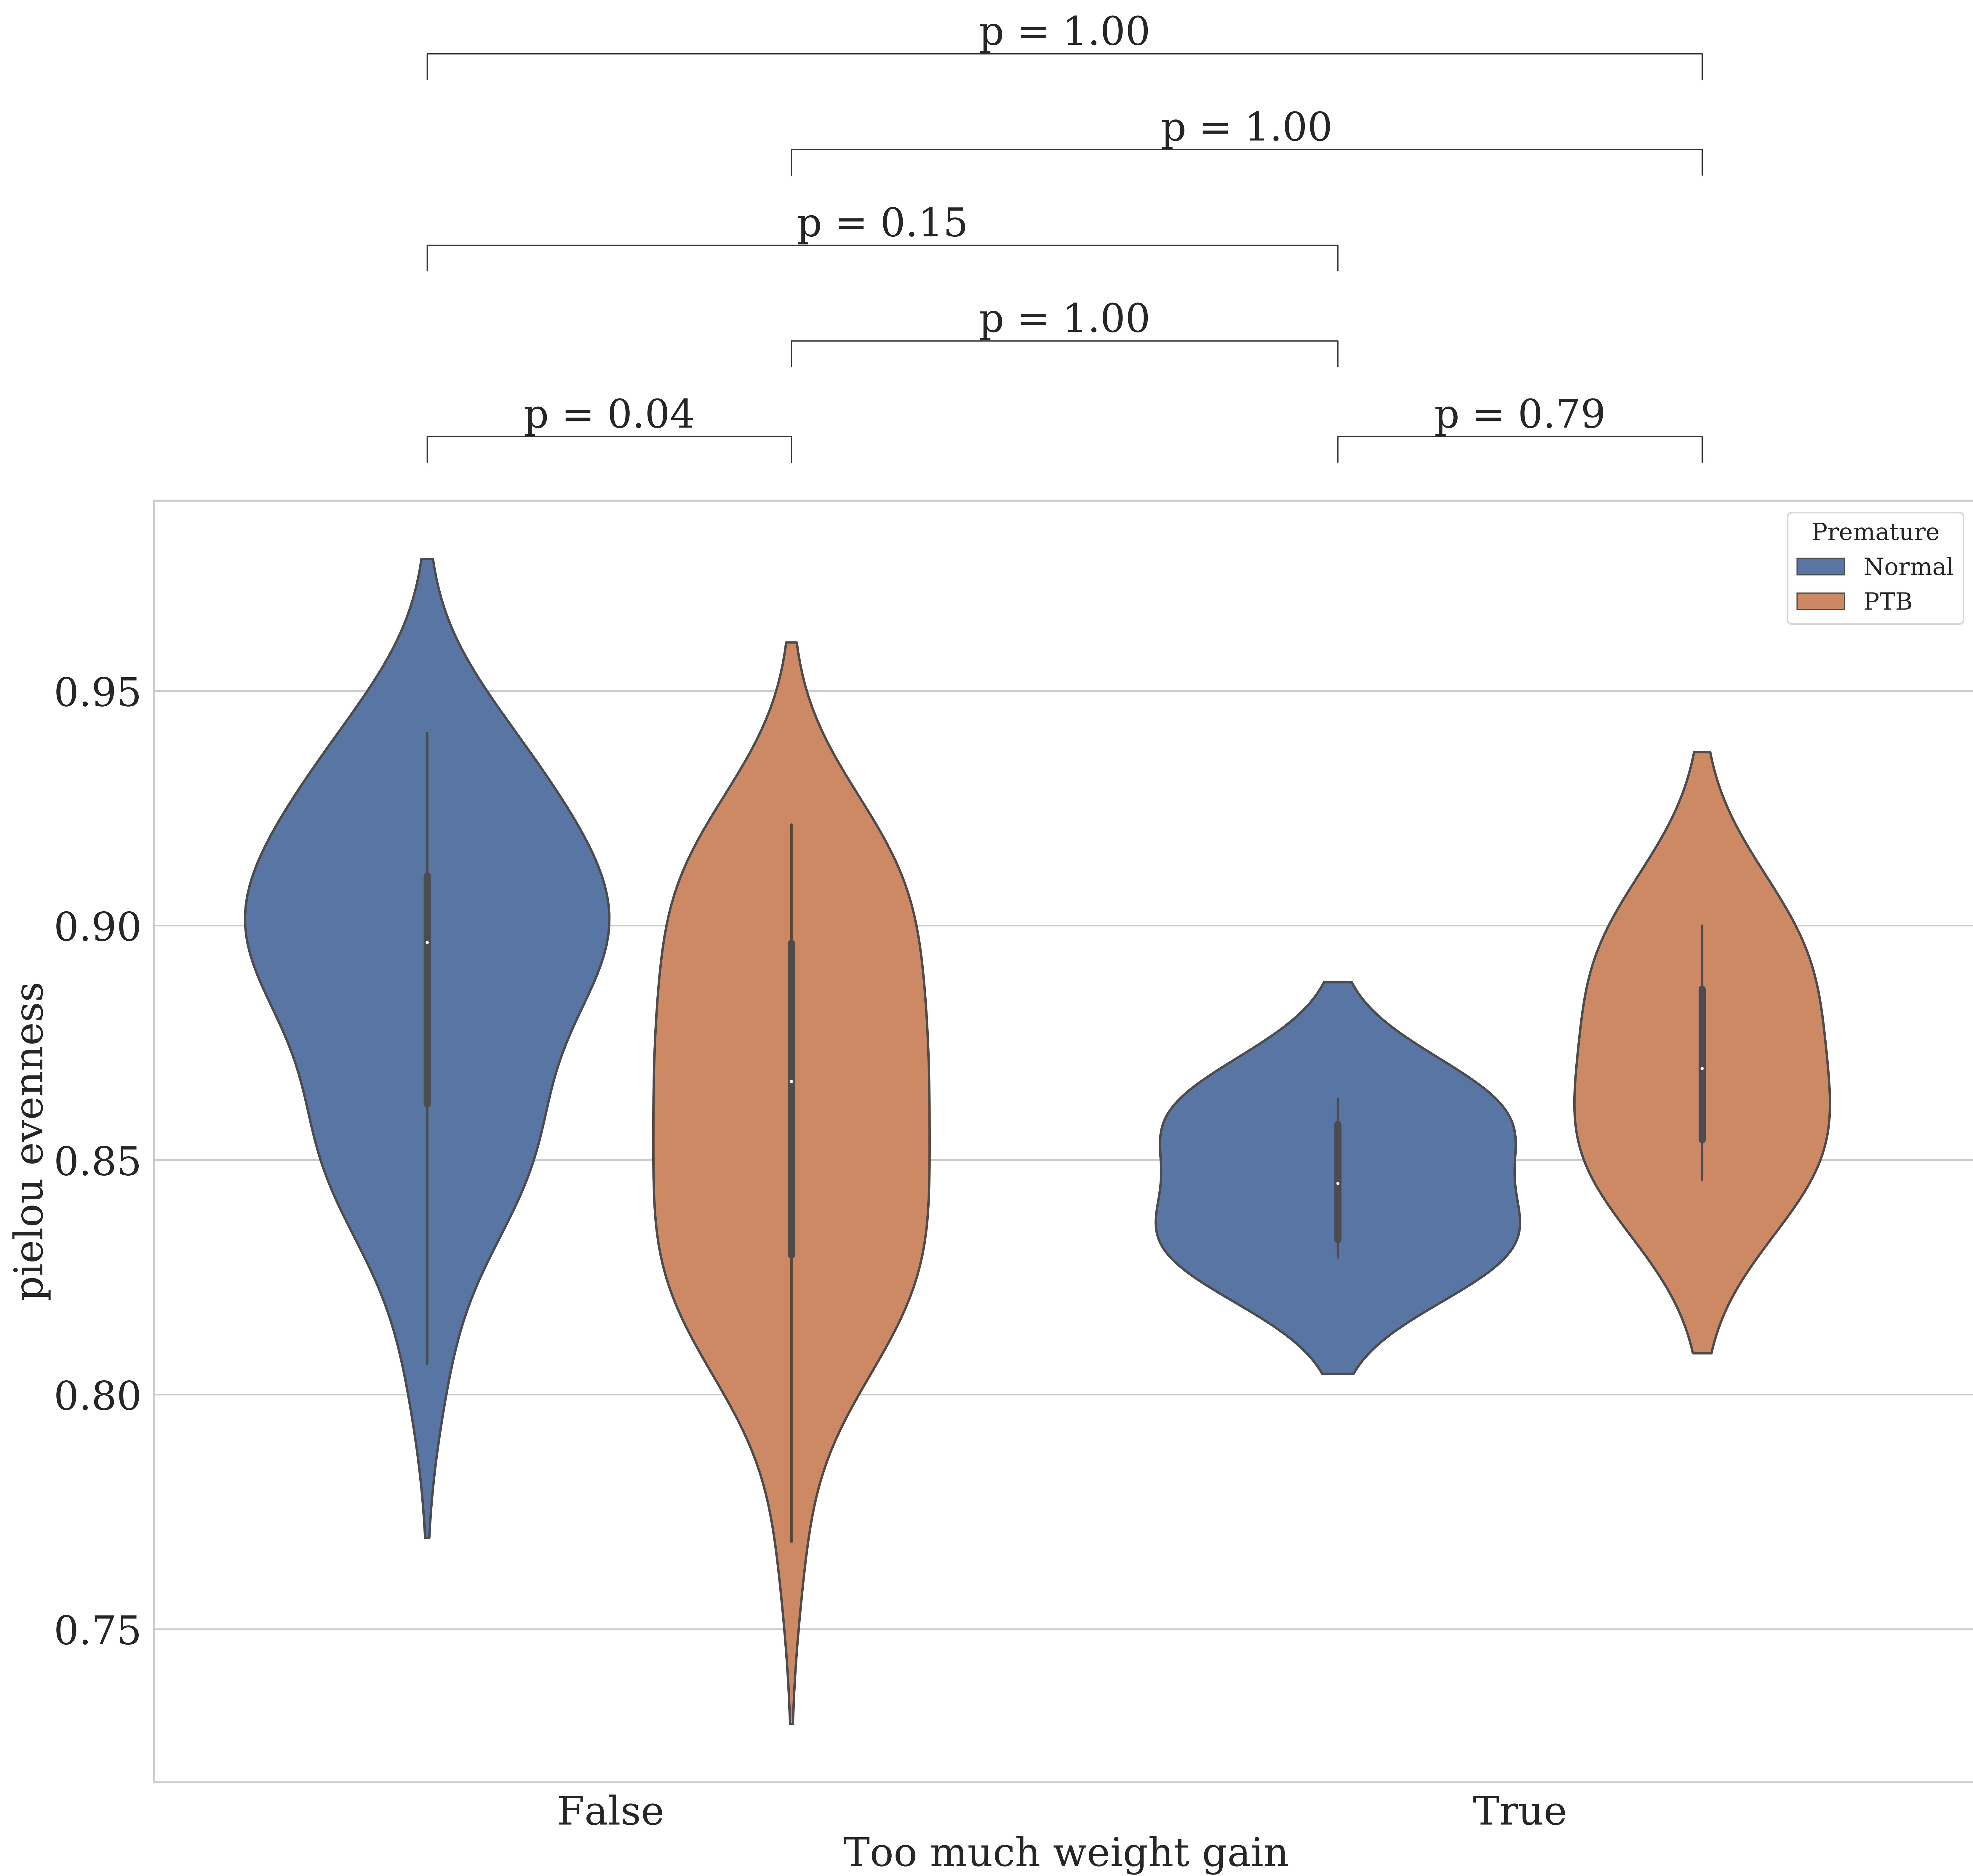 p = 1.00
p = 1.00
p = 0.15
p = 1.00
p = 0.04
p = 0.79
Premature
Normal
PTB
0.95
0.90
0.85
0.80
0.75
pielou evenness
False
True
Too much weight gain